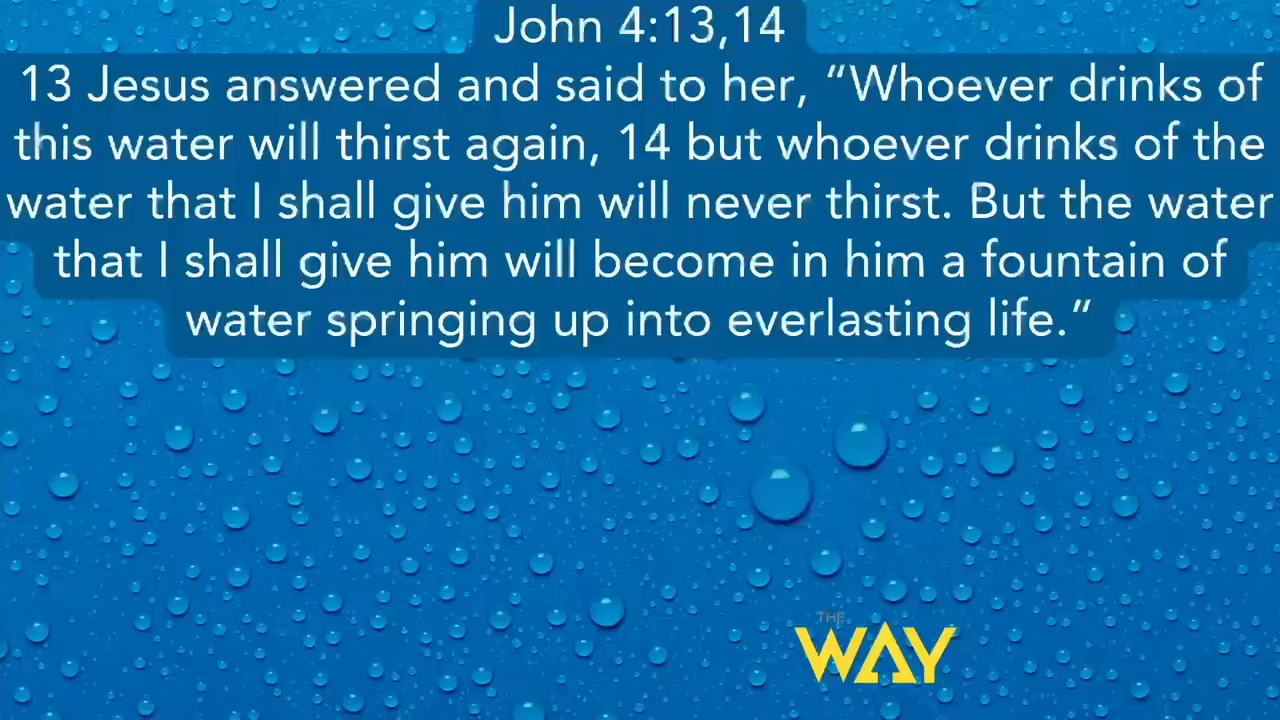 John 4:13,14
13 Jesus answered and said to her, “Whoever drinks of
this water will thirst again, 14 but whoever drinks of the
water that I shall give him will never thirst. But the water
that I shall give him will become in him a fountain of
water springing up into everlasting life.”
THE
WAY